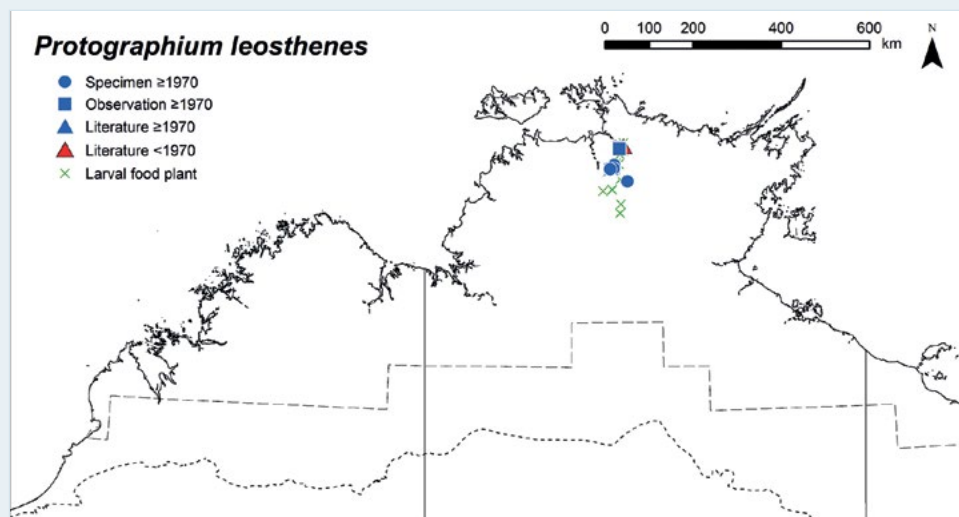 Protographium leosthenes
Specimen ≥1970
Observation ≥1970
Literature ≥1970
Literature <1970
Larval food plant
0 100 200 400 600
km
N